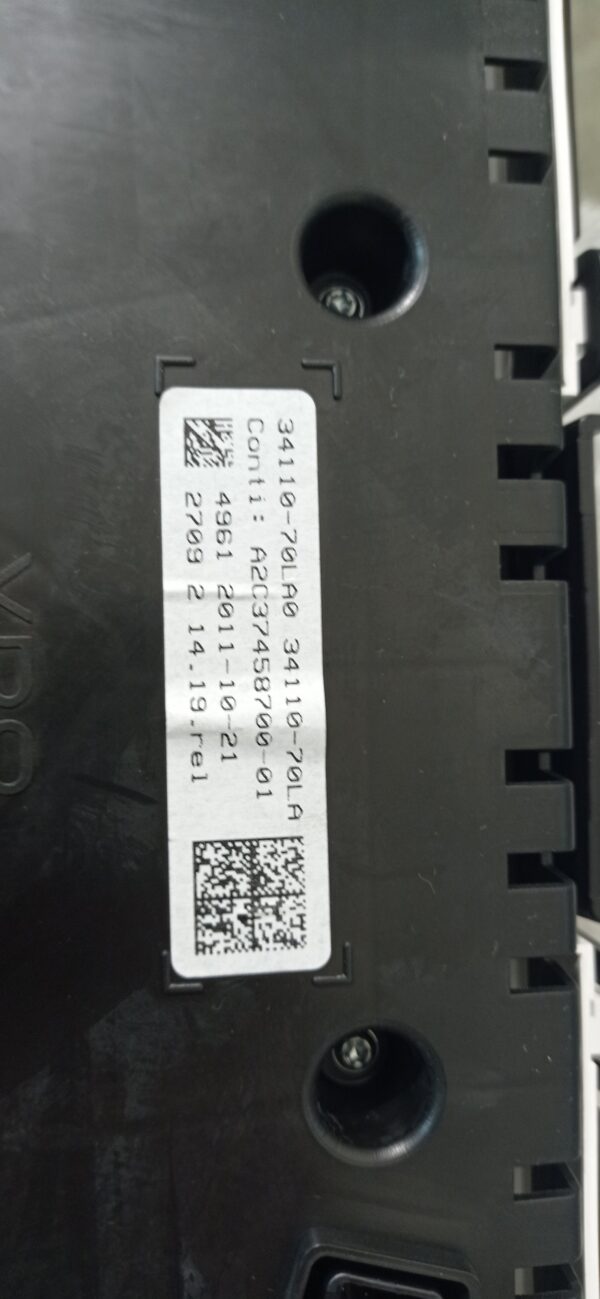 34110-70LA0 34110-70LA
Conti: A2C37458700-01
4961 2011-10-21
2709 2 14.19.rel
VDO